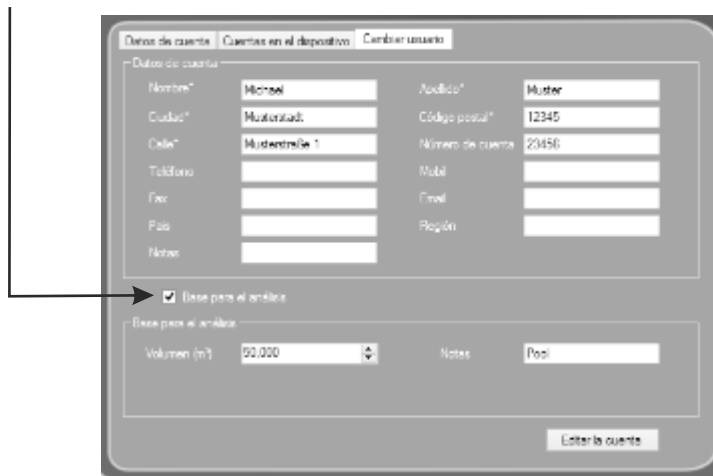 Datos de cuenta Cuentas en el dispositivo Cambiar usuario
Datos de cuenta
Nombre* Michael Apellido* Muster
Ciudad* Musterstadt Código postal* 12345
Calle* Musterstraße 1 Número de cuenta 23456
Teléfono Mobil
Fax Email
Pais Región
Notas
Base para el análisis
Base para el análisis
Volumen (m³) 50,000 Notas Pool
Editar la cuenta